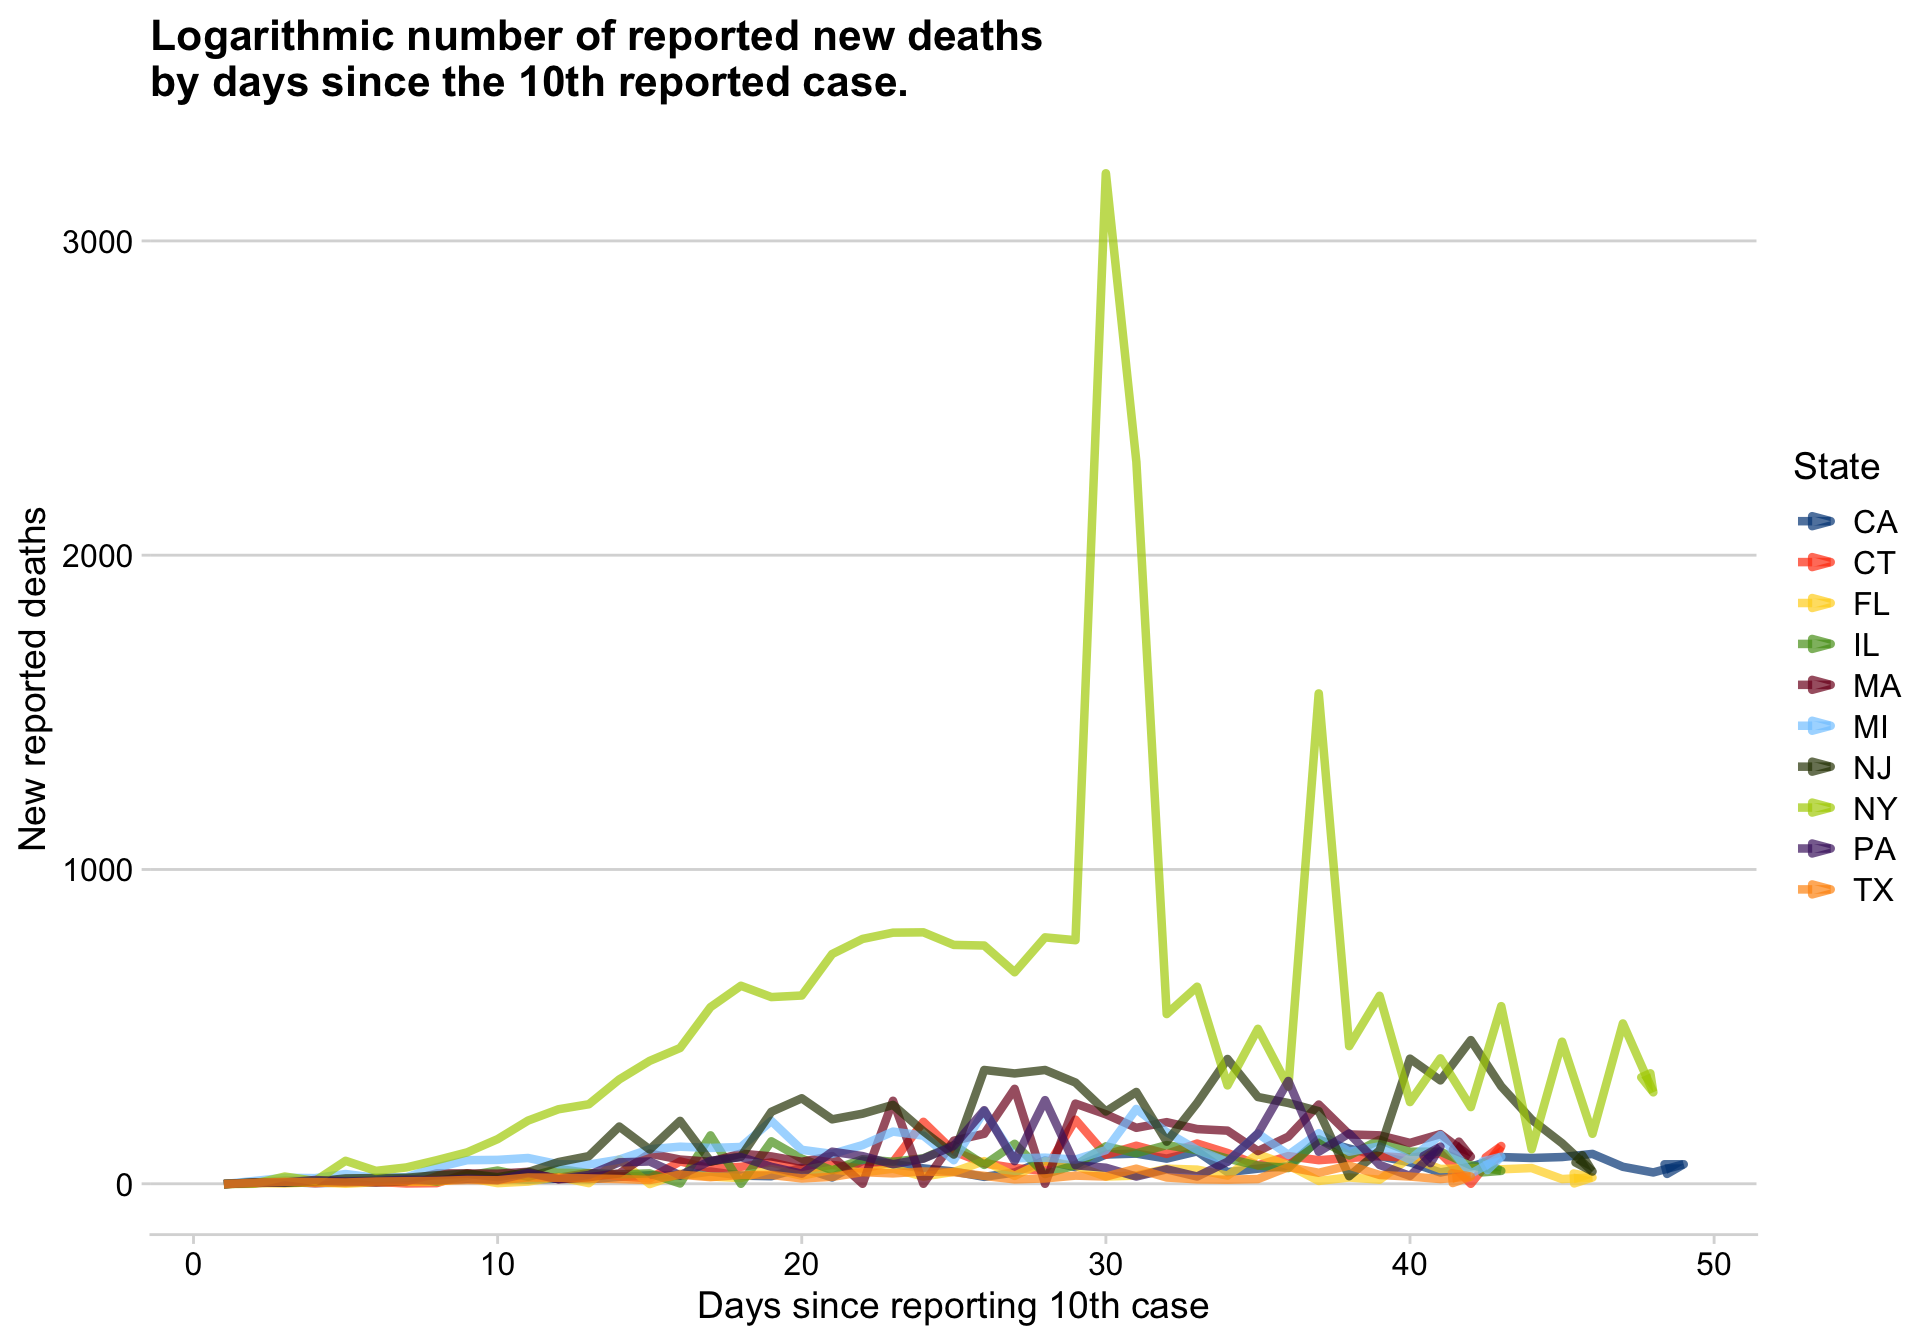 Logarithmic number of reported new deaths
by days since the 10th reported case.
3000
2000
1000
0
New reported deaths
0 10 20 30 40 50
Days since reporting 10th case
State
CA
CT
FL
IL
MA
MI
NJ
NY
PA
TX